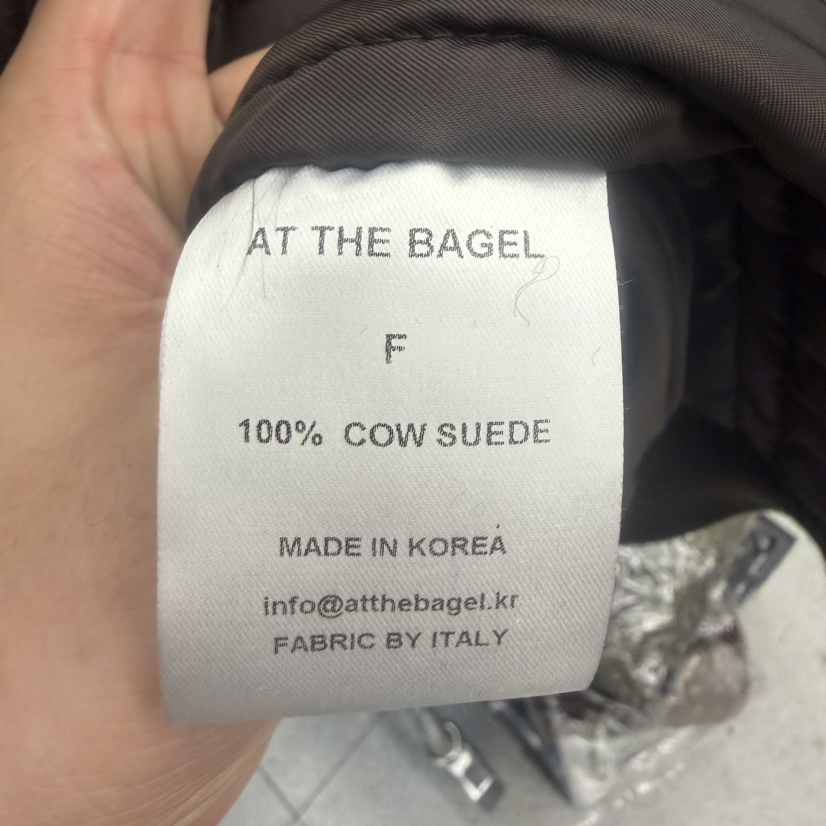 AT THE BAGEL
F
100% COW SUEDE
MADE IN KOREA
info@atthebagel.kr
FABRIC BY ITALY